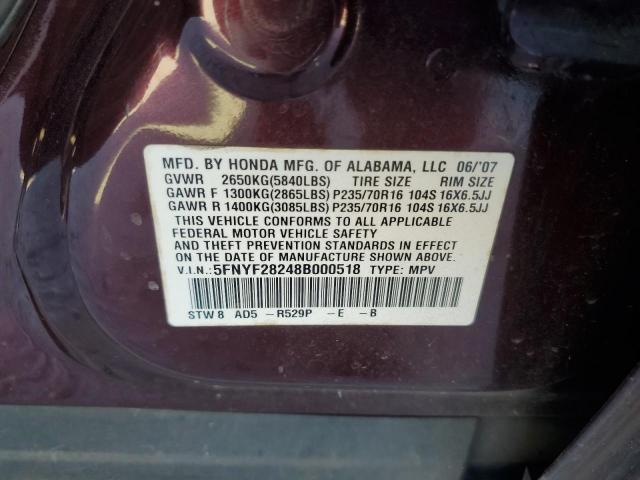 MFD. BY HONDA MFG. OF ALABAMA, LLC 06/'07
GVWR 2650KG(5840LBS) TIRE SIZE RIM SIZE
GAWR F 1300KG(2865LBS) P235/70R16 104S 16X6.5JJ
GAWR R 1400KG(3085LBS) P235/70R16 104S 16X6.5JJ
THIS VEHICLE CONFORMS TO ALL APPLICABLE
FEDERAL MOTOR VEHICLE SAFETY
AND THEFT PREVENTION STANDARDS IN EFFECT
ON THE DATE OF MANUFACTURE SHOWN ABOVE.
V.I.N.: 5FNYF28248B000518 TYPE: MPV
STW 8 AD5 -R529P -E -B